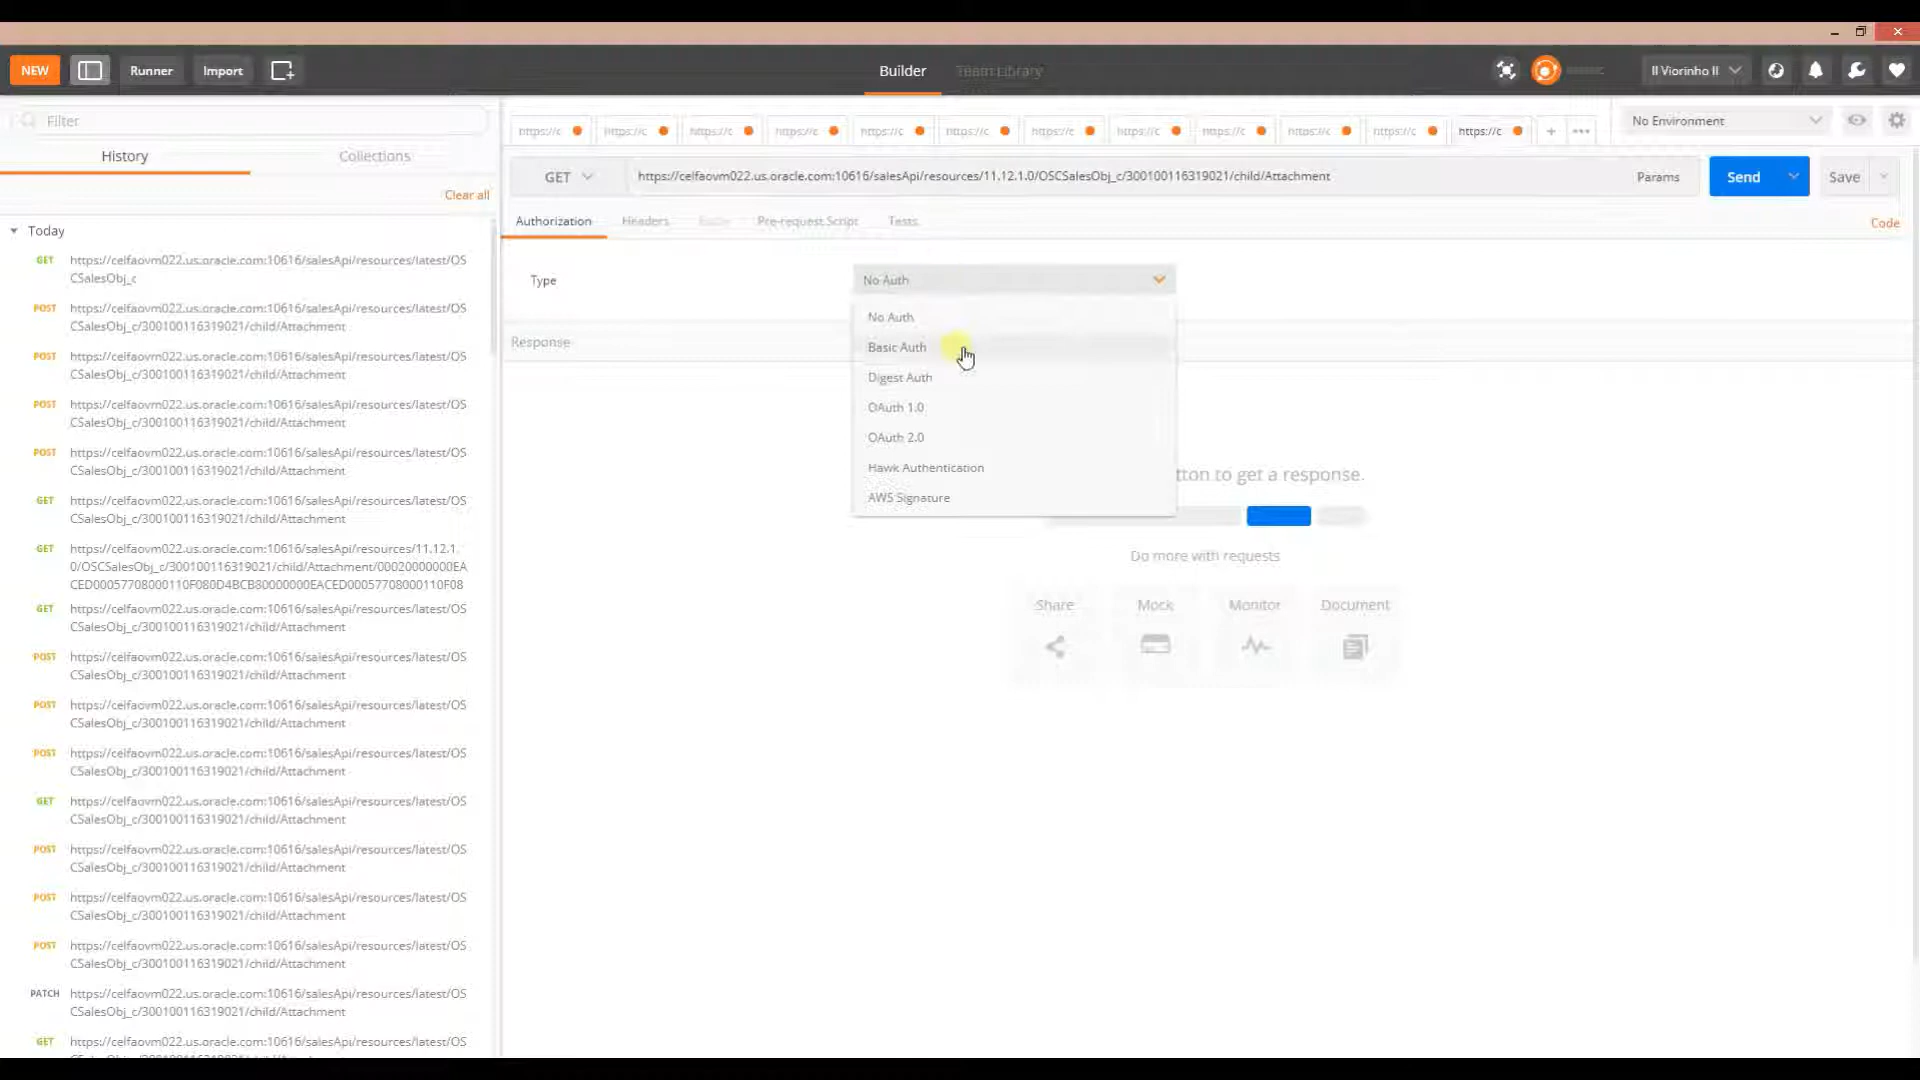 NEW
Runner
Import
Builder
Team Library
II Viorinho II
Filter
History
Collections
Clear all
Today
GET https://celfaovm022.us.oracle.com:10616/salesApi/resources/latest/OS
CSalesObj_c
POST https://celfaovm022.us.oracle.com:10616/salesApi/resources/latest/OS
CSalesObj_c/300100116319021/child/Attachment
POST https://celfaovm022.us.oracle.com:10616/salesApi/resources/latest/OS
CSalesObj_c/300100116319021/child/Attachment
POST https://celfaovm022.us.oracle.com:10616/salesApi/resources/latest/OS
CSalesObj_c/300100116319021/child/Attachment
POST https://celfaovm022.us.oracle.com:10616/salesApi/resources/latest/OS
CSalesObj_c/300100116319021/child/Attachment
GET https://celfaovm022.us.oracle.com:10616/salesApi/resources/latest/OS
CSalesObj_c/300100116319021/child/Attachment
GET https://celfaovm022.us.oracle.com:10616/salesApi/resources/11.12.1.
0/OSCSalesObj_c/300100116319021/child/Attachment/00020000000EA
CED00057708000110F080D4BCB80000000EACED00057708000110F08
GET https://celfaovm022.us.oracle.com:10616/salesApi/resources/latest/OS
CSalesObj_c/300100116319021/child/Attachment
POST https://celfaovm022.us.oracle.com:10616/salesApi/resources/latest/OS
CSalesObj_c/300100116319021/child/Attachment
POST https://celfaovm022.us.oracle.com:10616/salesApi/resources/latest/OS
CSalesObj_c/300100116319021/child/Attachment
POST https://celfaovm022.us.oracle.com:10616/salesApi/resources/latest/OS
CSalesObj_c/300100116319021/child/Attachment
GET https://celfaovm022.us.oracle.com:10616/salesApi/resources/latest/OS
CSalesObj_c/300100116319021/child/Attachment
POST https://celfaovm022.us.oracle.com:10616/salesApi/resources/latest/OS
CSalesObj_c/300100116319021/child/Attachment
POST https://celfaovm022.us.oracle.com:10616/salesApi/resources/latest/OS
CSalesObj_c/300100116319021/child/Attachment
POST https://celfaovm022.us.oracle.com:10616/salesApi/resources/latest/OS
CSalesObj_c/300100116319021/child/Attachment
PATCH https://celfaovm022.us.oracle.com:10616/salesApi/resources/latest/OS
CSalesObj_c/300100116319021/child/Attachment
GET https://celfaovm022.us.oracle.com:10616/salesApi/resources/latest/OS
https://c https://c https://c https://c https://c https://c https://c https://c https://c https://c https://c https://c
No Environment
GET https://celfaovm022.us.oracle.com:10616/salesApi/resources/11.12.1.0/OSCSalesObj_c/300100116319021/child/Attachment Params Send Save
Authorization Headers Pre-request Script Tests Code
Type No Auth
No Auth
Basic Auth
Digest Auth
OAuth 1.0
OAuth 2.0
Hawk Authentication
AWS Signature
Response
tton to get a response.
Do more with requests
Share Mock Monitor Document